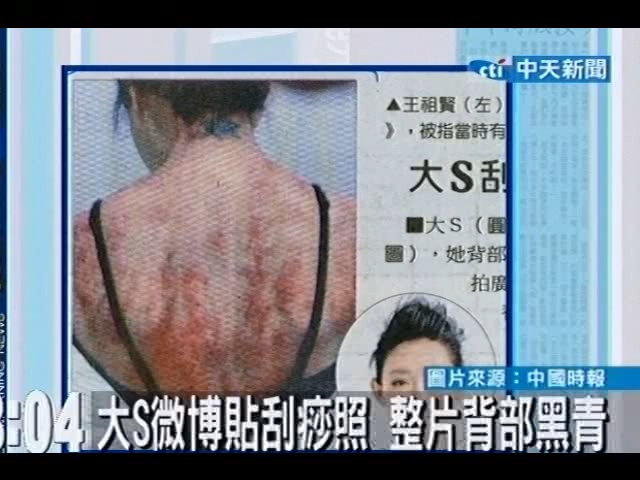 cti 中天新聞
▲王祖賢（左）
》，被指當時有
大S刮
大S（圓
圖），她背部
拍廣
圖片來源：中國時報
:04
大S微博貼刮痧照 整片背部黑青